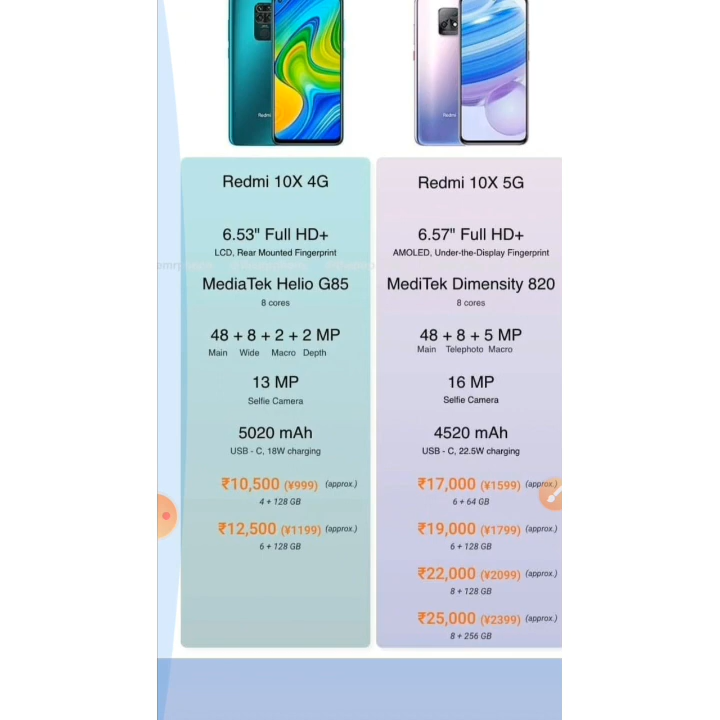 Redmi
Redmi
Redmi 10X 4G
6.53" Full HD+
LCD, Rear Mounted Fingerprint
MediaTek Helio G85
8 cores
48 + 8 + 2 + 2 MP
Main Wide Macro Depth
13 MP
Selfie Camera
5020 mAh
USB - C, 18W charging
₹10,500 (¥999) (approx.)
4 + 128 GB
₹12,500 (¥1199) (approx.)
6 + 128 GB
Redmi 10X 5G
6.57" Full HD+
AMOLED, Under-the-Display Fingerprint
MediTek Dimensity 820
8 cores
48 + 8 + 5 MP
Main Telephoto Macro
16 MP
Selfie Camera
4520 mAh
USB - C, 22.5W charging
₹17,000 (¥1599) (approx.)
6 + 64 GB
₹19,000 (¥1799) (approx.)
6 + 128 GB
₹22,000 (¥2099) (approx.)
8 + 128 GB
₹25,000 (¥2399) (approx.)
8 + 256 GB